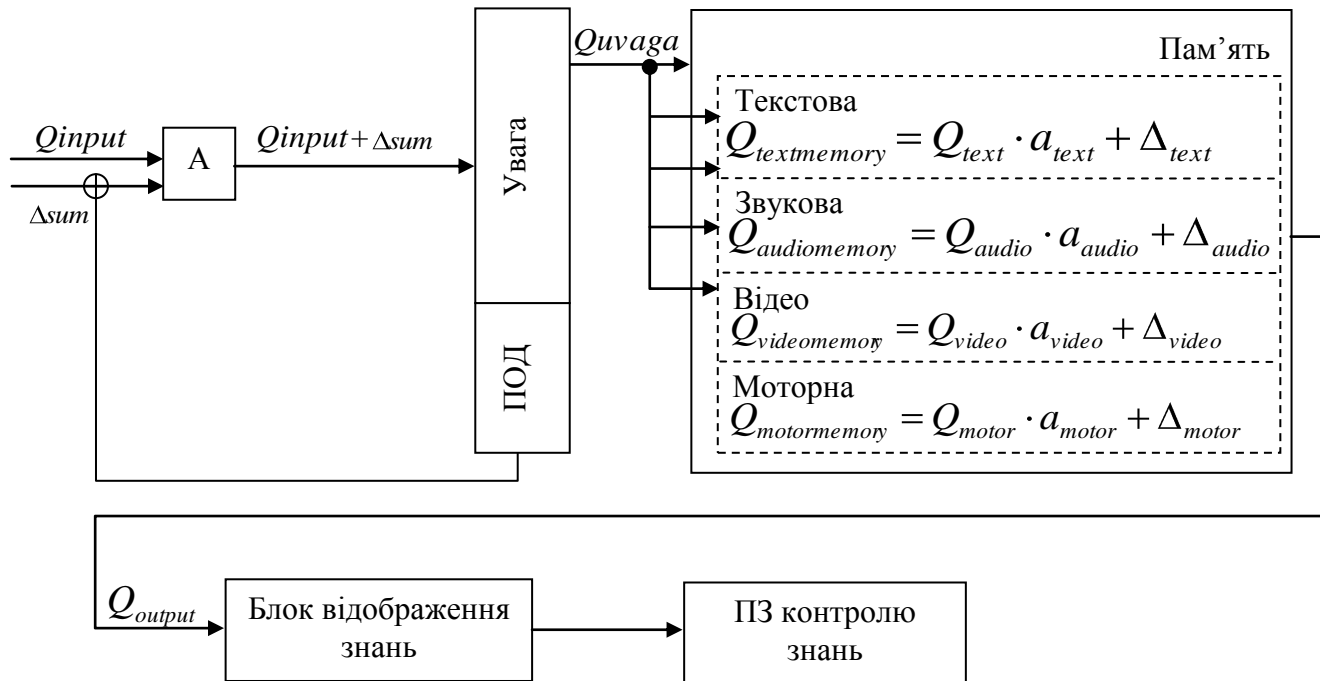 Qinput
Δsum
А
Qinput + Δsum
Увага
ПОД
Quvaga
Пам’ять
Текстова
Q_textmemory = Q_text · a_text + Δ_text
Звукова
Q_audiomemory = Q_audio · a_audio + Δ_audio
Відео
Q_videomemory = Q_video · a_video + Δ_video
Моторна
Q_motormemory = Q_motor · a_motor + Δ_motor
Q_output
Блок відображення
знань
ПЗ контролю
знань